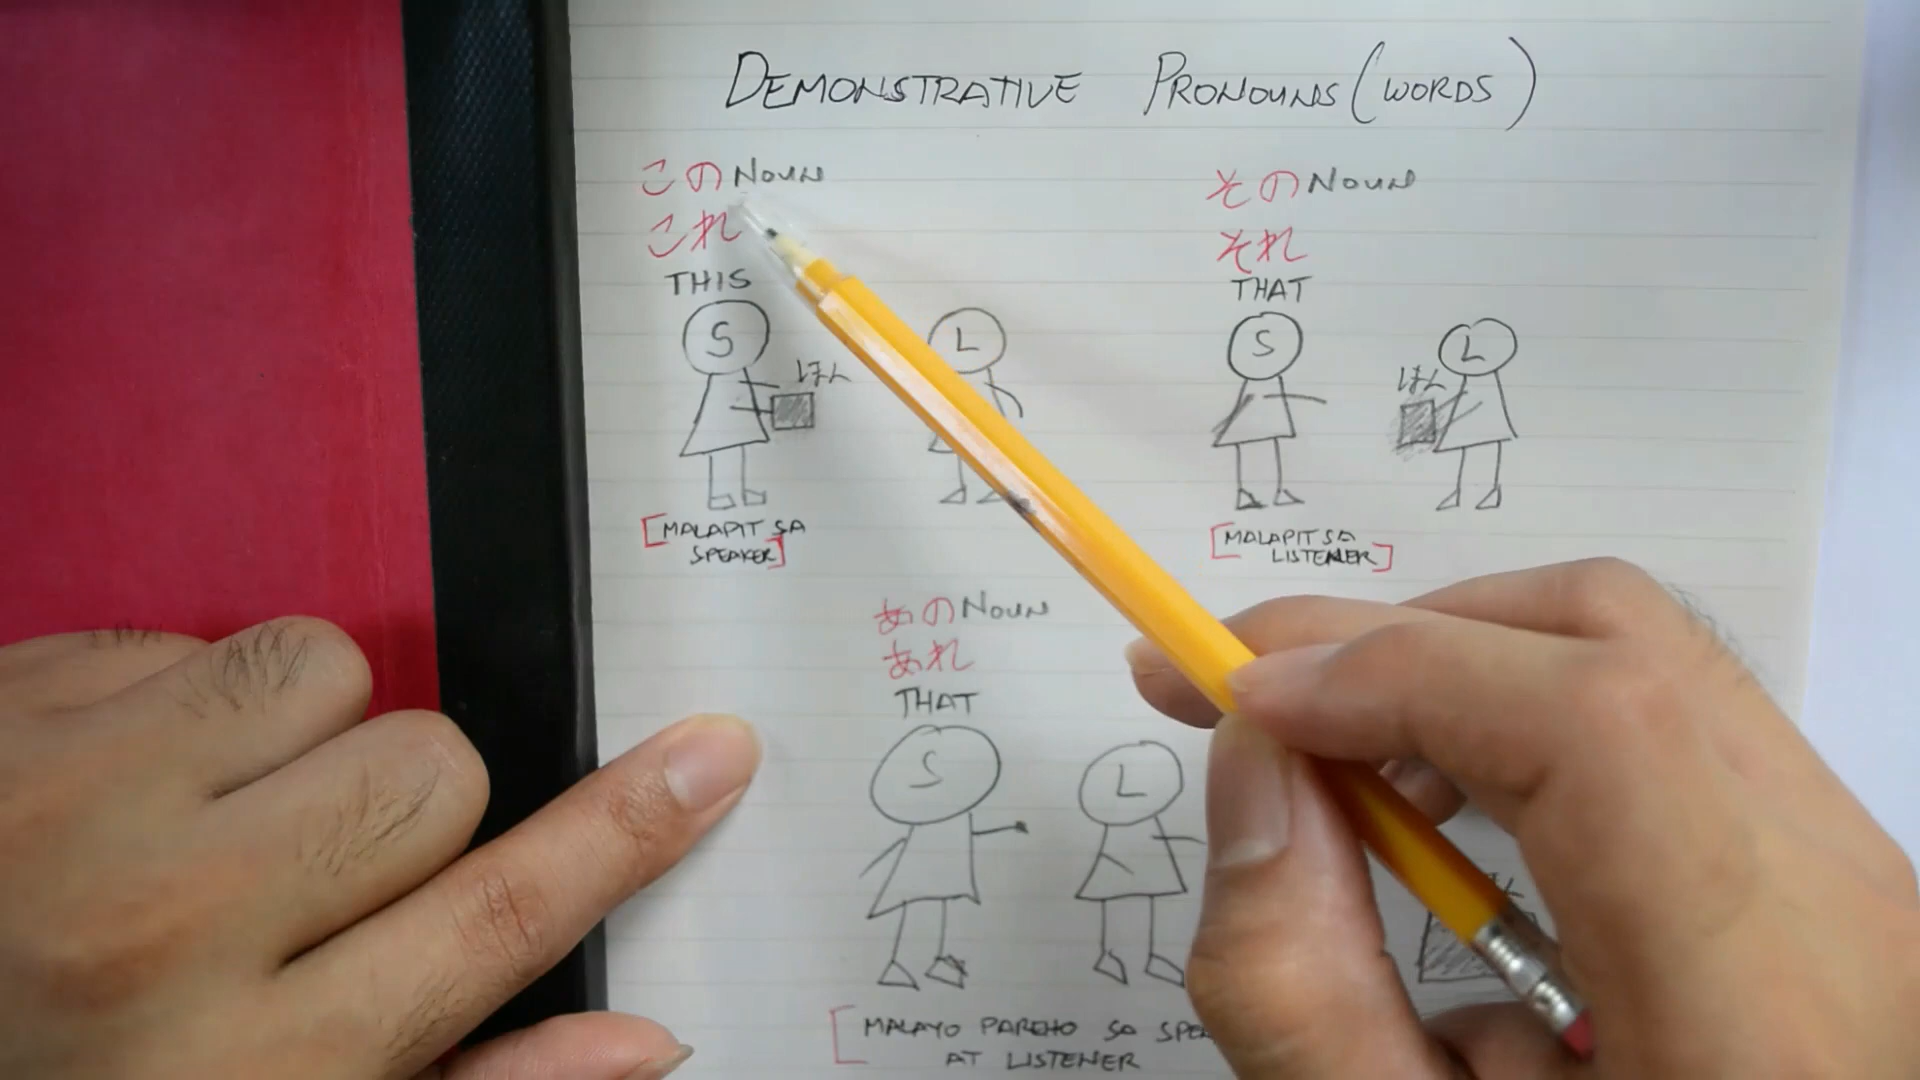 DEMONSTRATIVE PRONOUNS (WORDS)
このNOUN
これ
THIS
S
L
ほん
[MALAPIT SA
SPEAKER]
そのNOUN
それ
THAT
S
L
ほん
[MALAPIT SA
LISTENER]
あのNOUN
あれ
THAT
S
L
[MALAYO PAREHO SA
AT LISTENER